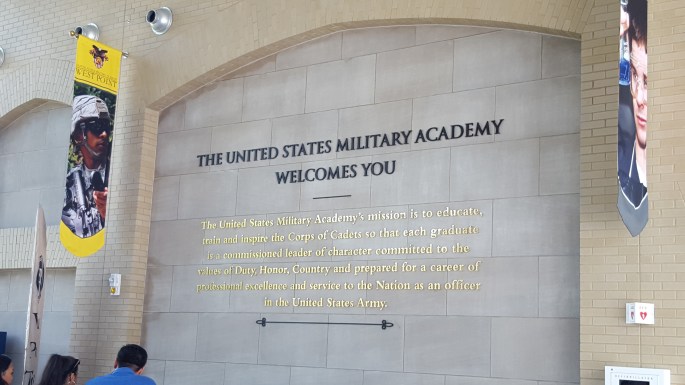 WEST POINT
THE UNITED STATES MILITARY ACADEMY
WELCOMES YOU
The United States Military Academy's mission is to educate,
train and inspire the Corps of Cadets so that each graduate
is a commissioned leader of character committed to the
values of Duty, Honor, Country and prepared for a career of
professional excellence and service to the Nation as an officer
in the United States Army.